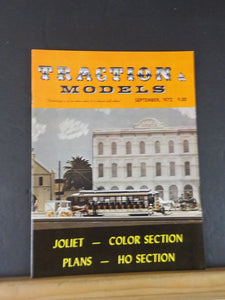 TRACTION &
MODELS
SEPTEMBER, 1972
JOLIET — COLOR SECTION
PLANS — HO SECTION